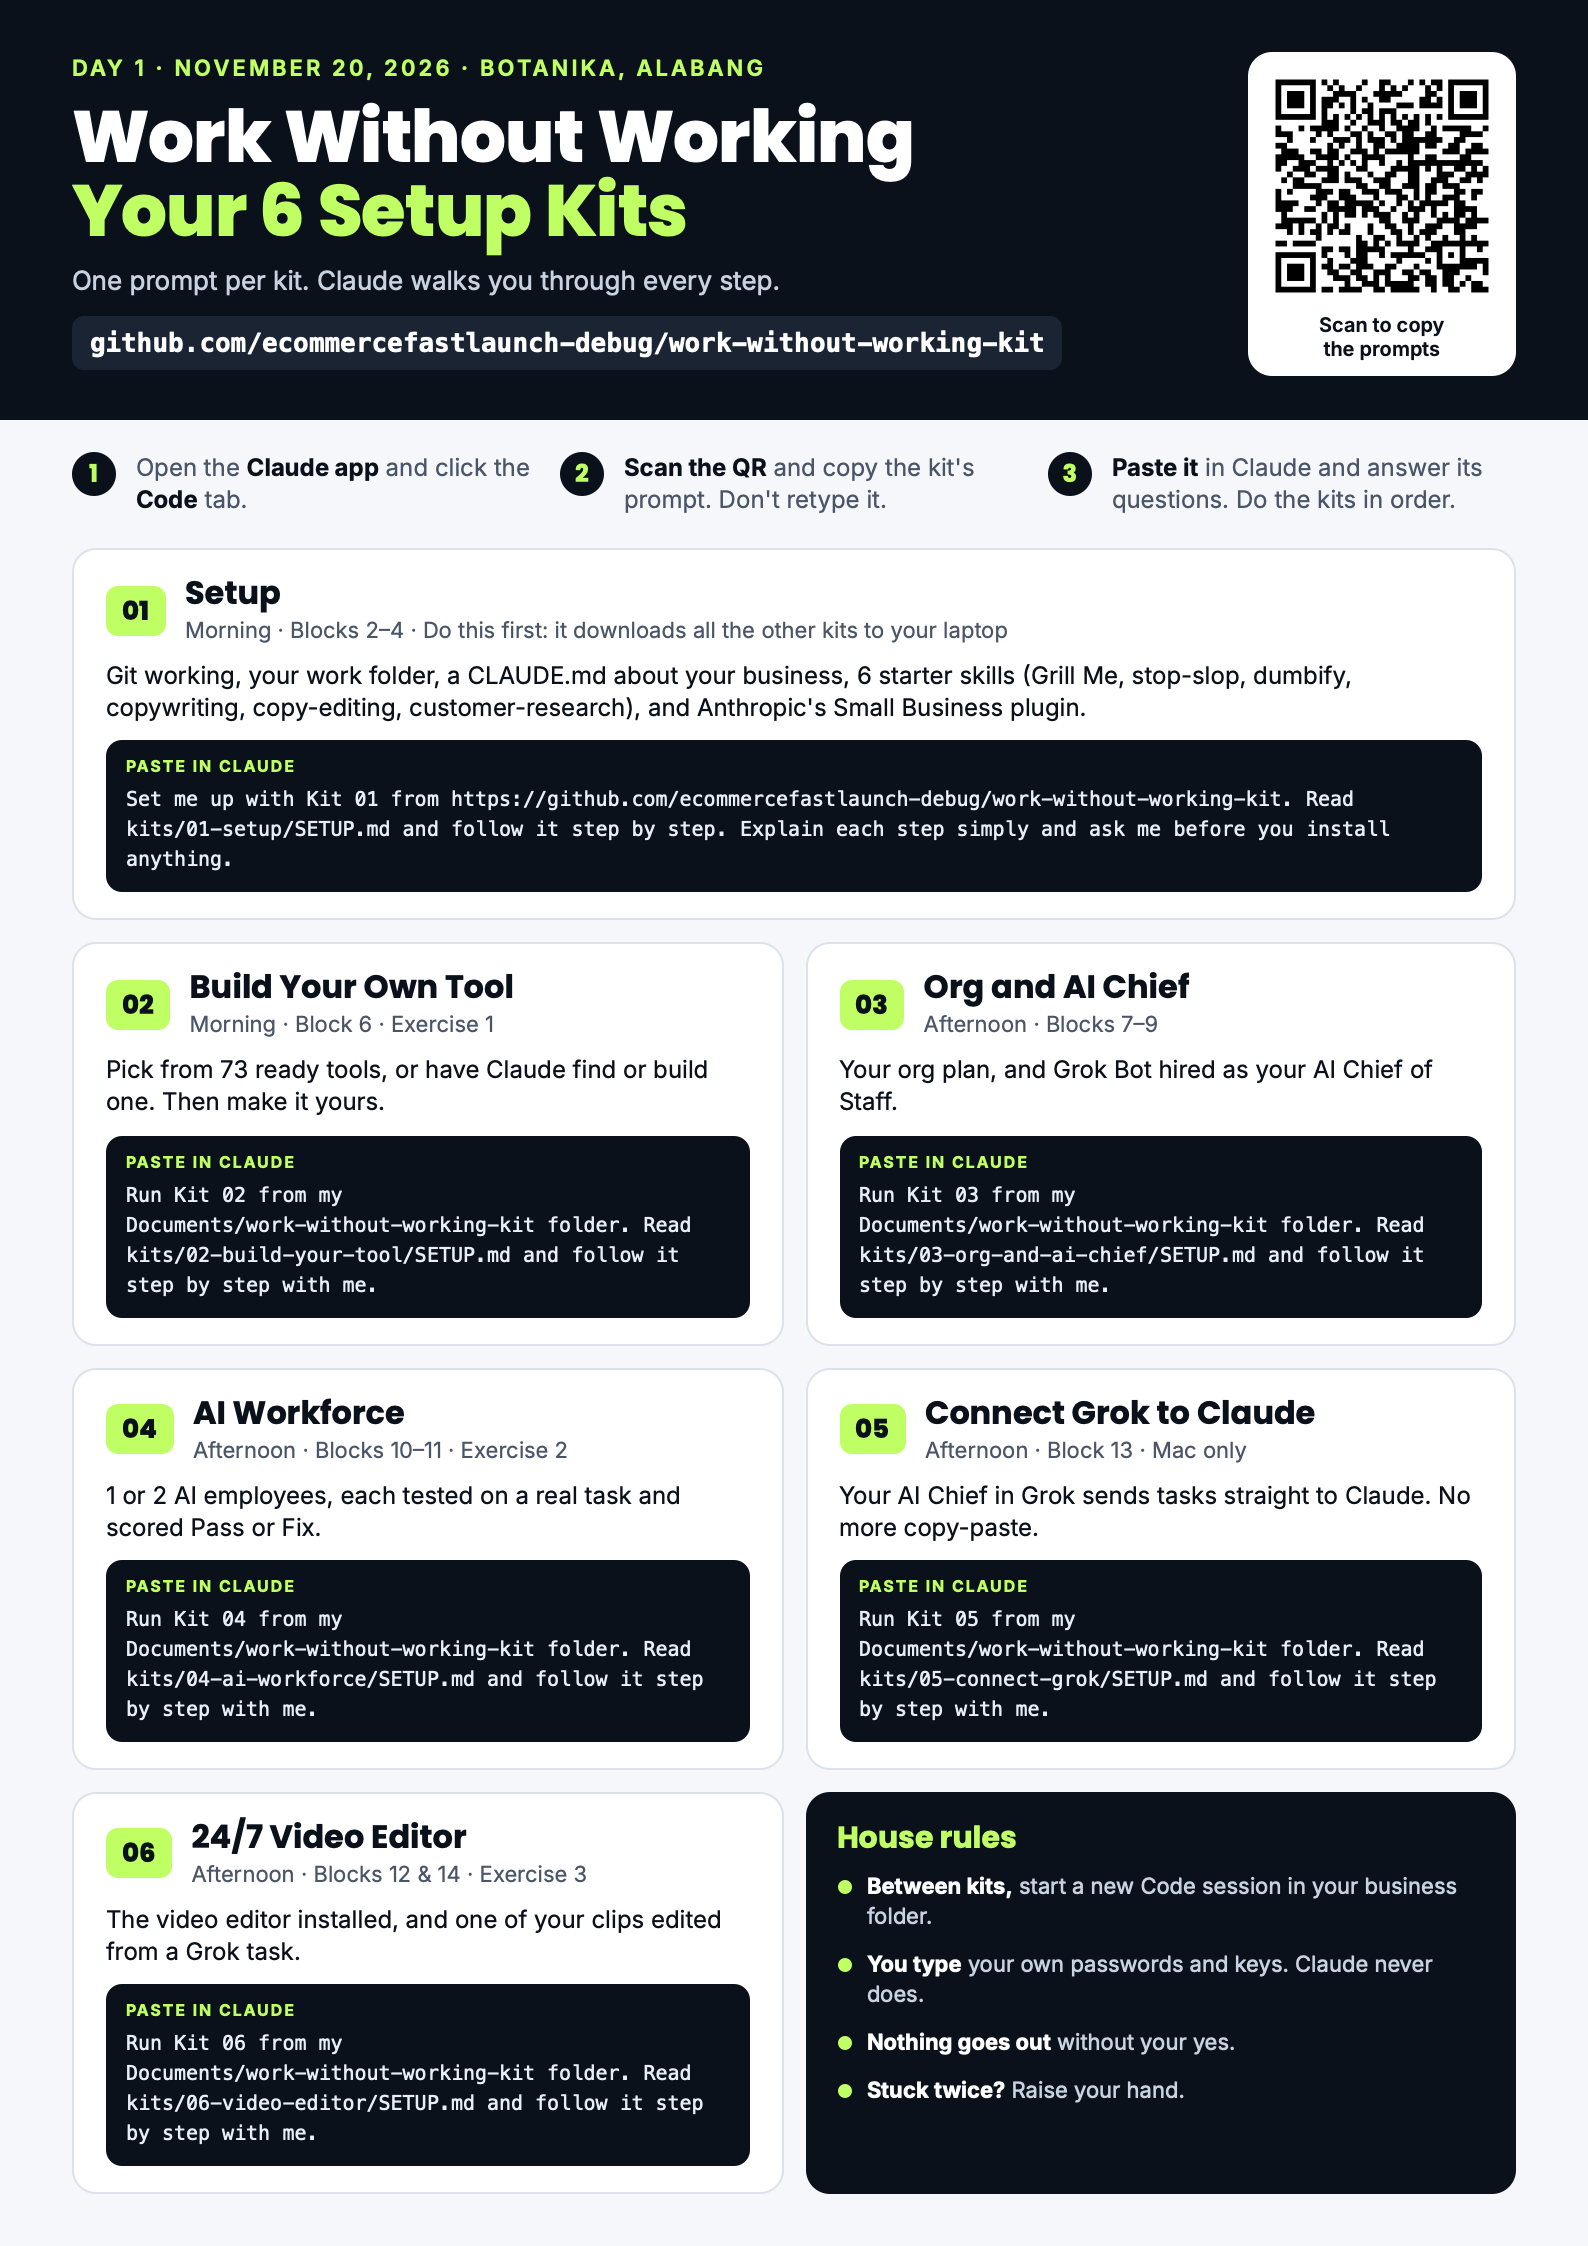 DAY 1 · NOVEMBER 20, 2026 · BOTANIKA, ALABANG
Work Without Working
Your 6 Setup Kits
One prompt per kit. Claude walks you through every step.
github.com/ecommercefastlaunch-debug/work-without-working-kit
Scan to copy
the prompts
1
Open the Claude app and click the
Code tab.
2
Scan the QR and copy the kit's
prompt. Don't retype it.
3
Paste it in Claude and answer its
questions. Do the kits in order.
01
Setup
Morning · Blocks 2–4 · Do this first: it downloads all the other kits to your laptop
Git working, your work folder, a CLAUDE.md about your business, 6 starter skills (Grill Me, stop-slop, dumbify,
copywriting, copy-editing, customer-research), and Anthropic's Small Business plugin.
PASTE IN CLAUDE
Set me up with Kit 01 from https://github.com/ecommercefastlaunch-debug/work-without-working-kit. Read
kits/01-setup/SETUP.md and follow it step by step. Explain each step simply and ask me before you install
anything.
02
Build Your Own Tool
Morning · Block 6 · Exercise 1
Pick from 73 ready tools, or have Claude find or build
one. Then make it yours.
PASTE IN CLAUDE
Run Kit 02 from my
Documents/work-without-working-kit folder. Read
kits/02-build-your-tool/SETUP.md and follow it
step by step with me.
03
Org and AI Chief
Afternoon · Blocks 7–9
Your org plan, and Grok Bot hired as your AI Chief of
Staff.
PASTE IN CLAUDE
Run Kit 03 from my
Documents/work-without-working-kit folder. Read
kits/03-org-and-ai-chief/SETUP.md and follow it
step by step with me.
04
AI Workforce
Afternoon · Blocks 10–11 · Exercise 2
1 or 2 AI employees, each tested on a real task and
scored Pass or Fix.
PASTE IN CLAUDE
Run Kit 04 from my
Documents/work-without-working-kit folder. Read
kits/04-ai-workforce/SETUP.md and follow it step
by step with me.
05
Connect Grok to Claude
Afternoon · Block 13 · Mac only
Your AI Chief in Grok sends tasks straight to Claude. No
more copy-paste.
PASTE IN CLAUDE
Run Kit 05 from my
Documents/work-without-working-kit folder. Read
kits/05-connect-grok/SETUP.md and follow it step
by step with me.
06
24/7 Video Editor
Afternoon · Blocks 12 & 14 · Exercise 3
The video editor installed, and one of your clips edited
from a Grok task.
PASTE IN CLAUDE
Run Kit 06 from my
Documents/work-without-working-kit folder. Read
kits/06-video-editor/SETUP.md and follow it step
by step with me.
House rules
Between kits, start a new Code session in your business
folder.
You type your own passwords and keys. Claude never
does.
Nothing goes out without your yes.
Stuck twice? Raise your hand.